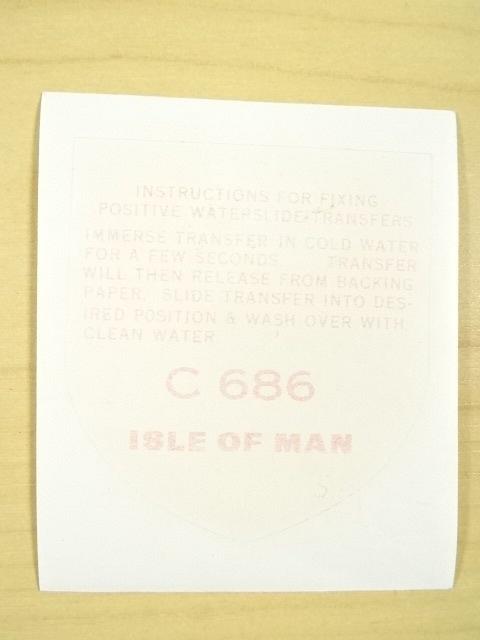 INSTRUCTIONS FOR FIXING
POSITIVE WATERSLIDE TRANSFERS
IMMERSE TRANSFER IN COLD WATER
FOR A FEW SECONDS. TRANSFER
WILL THEN RELEASE FROM BACKING
PAPER. SLIDE TRANSFER INTO DES-
IRED POSITION & WASH OVER WITH
CLEAN WATER
C 686
ISLE OF MAN